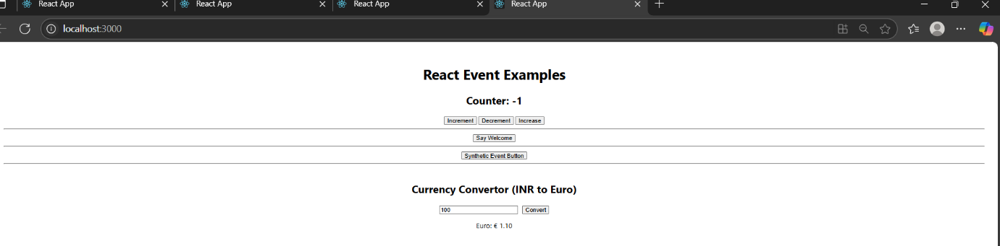 React App React App React App React App
localhost:3000
React Event Examples
Counter: -1
Increment Decrement Increase
Say Welcome
Synthetic Event Button
Currency Convertor (INR to Euro)
100 Convert
Euro: € 1.10